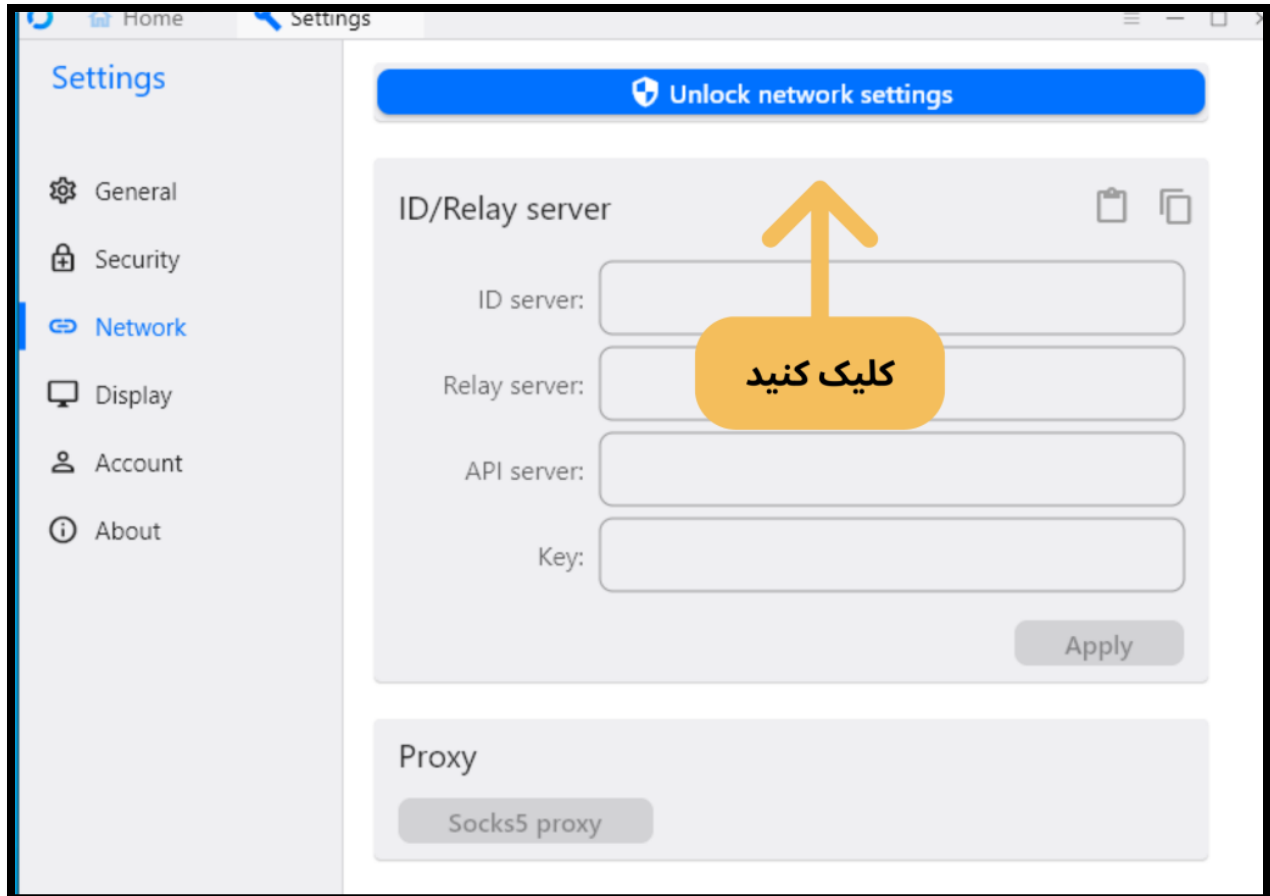 Home
Settings
Settings
Unlock network settings
General
Security
Network
Display
Account
About
ID/Relay server
ID server:
Relay server:
کلیک کنید
API server:
Key:
Apply
Proxy
Socks5 proxy